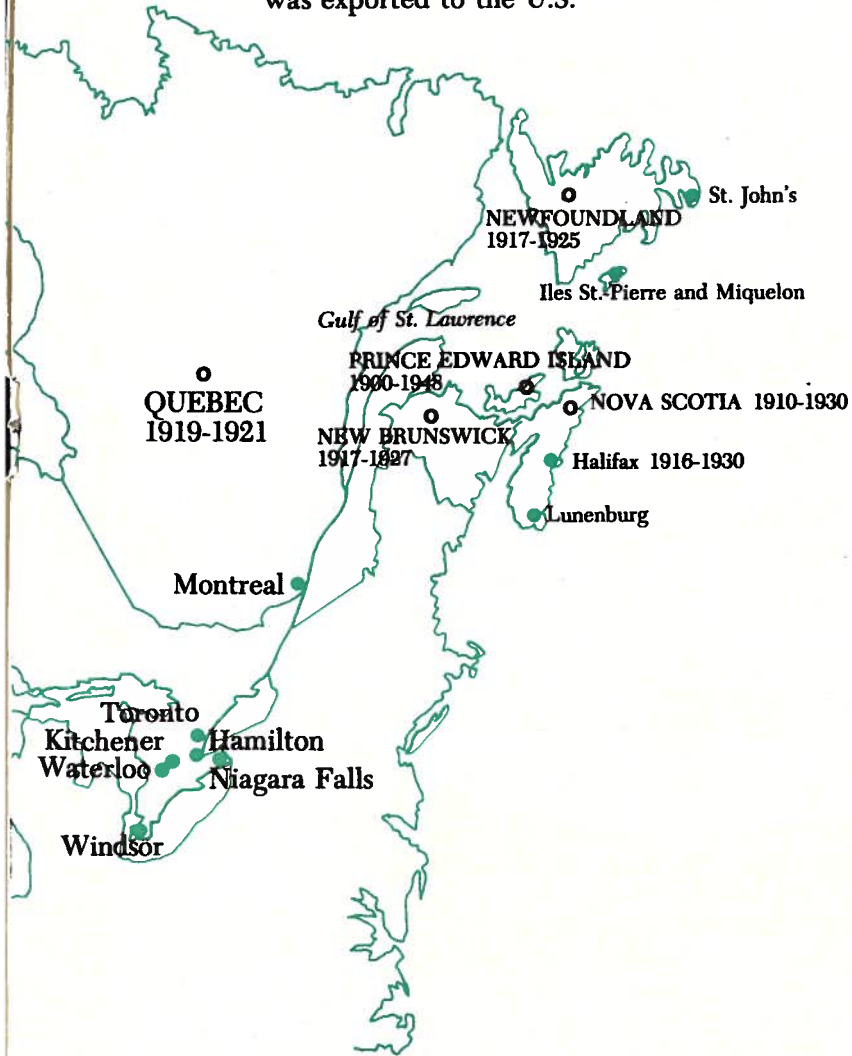 was exported to the U.S.
St. John's
NEWFOUNDLAND
1917-1925
Iles St.-Pierre and Miquelon
Gulf of St. Lawrence
PRINCE EDWARD ISLAND
1900-1948
QUEBEC
1919-1921
NOVA SCOTIA 1910-1930
NEW BRUNSWICK
1917-1927
Halifax 1916-1930
Lunenburg
Montreal
Toronto
Kitchener
Hamilton
Waterloo
Niagara Falls
Windsor